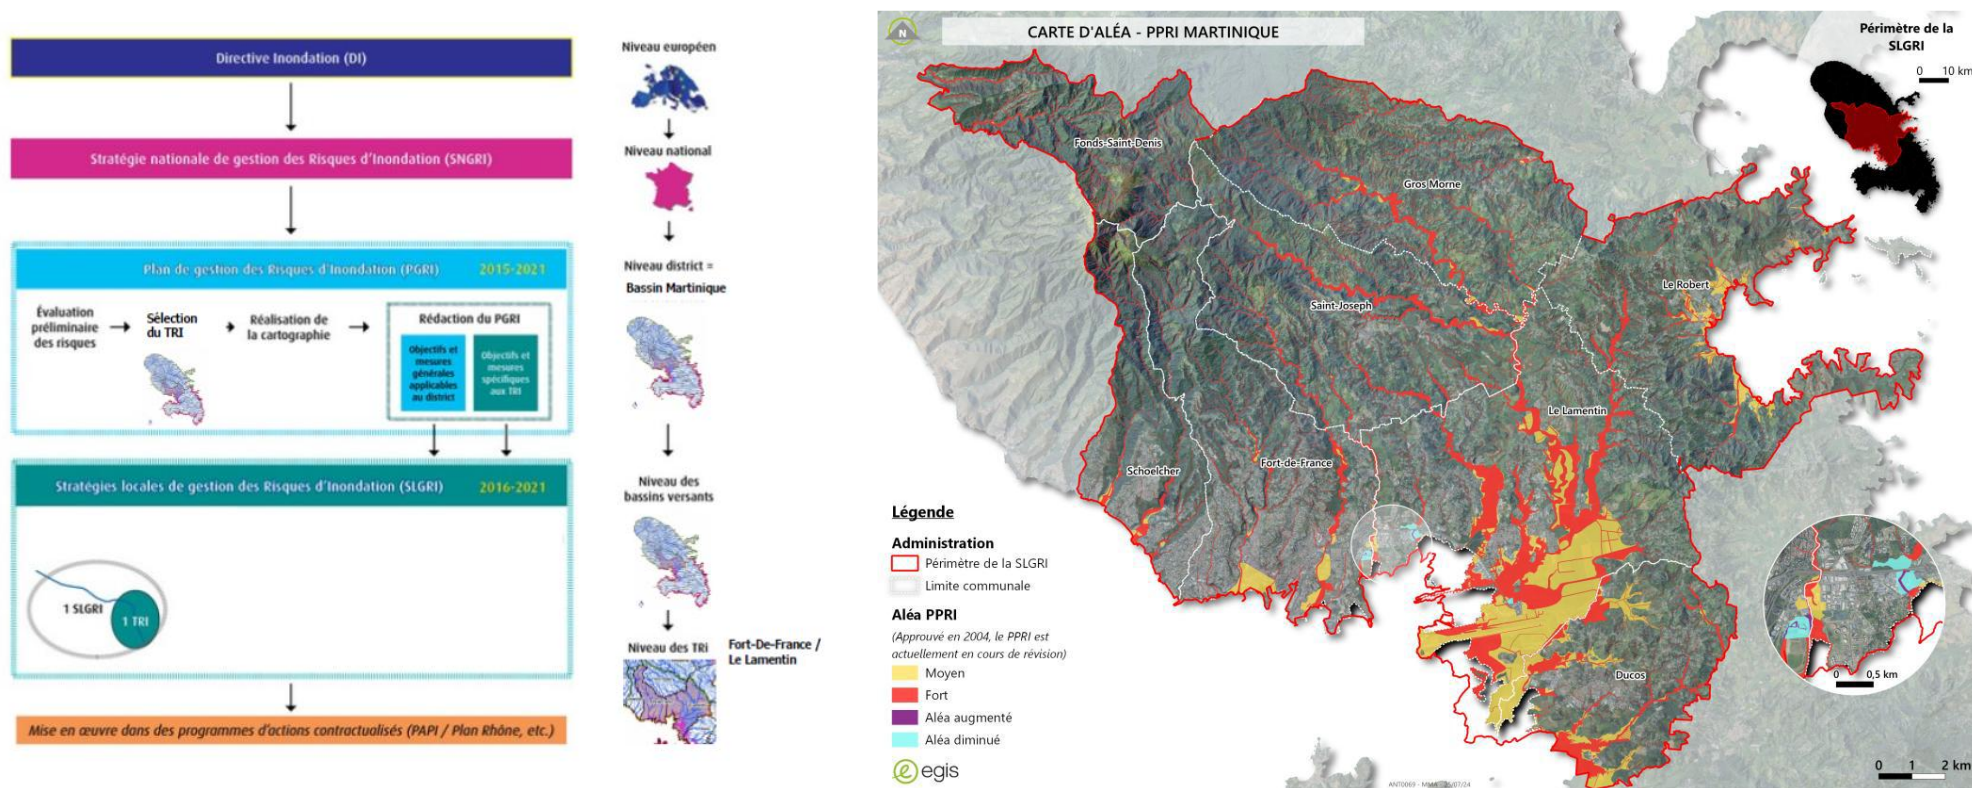 Directive Inondation (DI)
Stratégie nationale de gestion des Risques d'Inondation (SNGRI)
Plan de gestion des Risques d'Inondation (PGRI) 2015-2021
Évaluation
préliminaire
des risques
Sélection
du TRI
Réalisation de
la cartographie
Rédaction du PGRI
Objectifs et
mesures
générales
applicables
au district
Objectifs et
mesures
spécifiques
aux TRI
Stratégies locales de gestion des Risques d'Inondation (SLGRI) 2016-2021
1 SLGRI
1 TRI
Mise en œuvre dans des programmes d'actions contractualisés (PAPI / Plan Rhône, etc.)
Niveau européen
Niveau national
Niveau district =
Bassin Martinique
Niveau des
bassins versants
Niveau des TRI
Fort-De-France /
Le Lamentin
N
CARTE D'ALÉA - PPRI MARTINIQUE
Périmètre de la
SLGRI
0 10 km
Fonds-Saint-Denis
Gros Morne
Le Robert
Saint-Joseph
Le Lamentin
Schoelcher
Fort-de-France
Ducos
Légende
Administration
Périmètre de la SLGRI
Limite communale
Aléa PPRI
(Approuvé en 2004, le PPRI est
actuellement en cours de révision)
Moyen
Fort
Aléa augmenté
Aléa diminué
egis
0 0,5 km
0 1 2 km
ANT0069 - MMA - 25/07/24